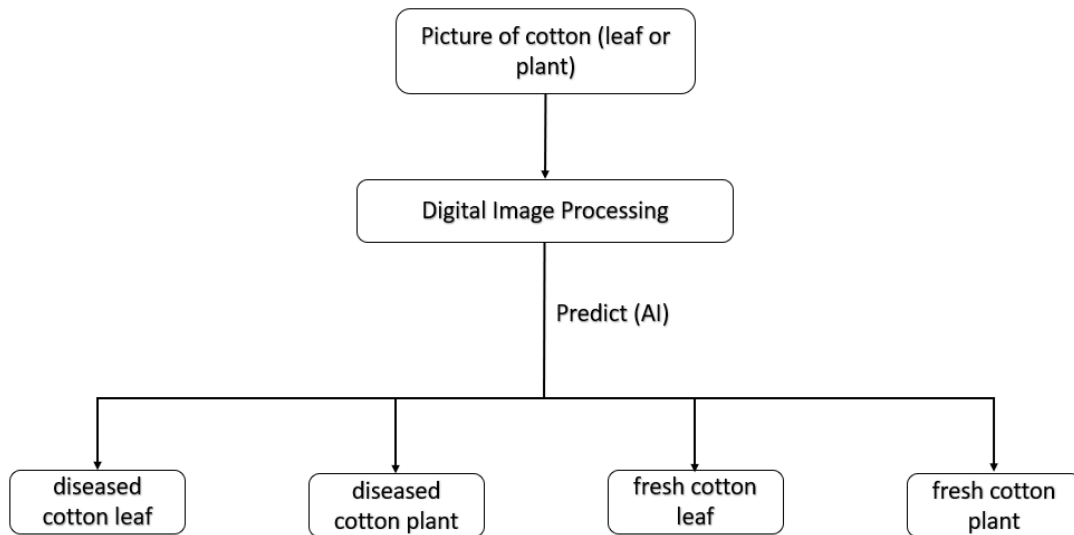 Picture of cotton (leaf or
plant)
Digital Image Processing
Predict (AI)
diseased
cotton leaf
diseased
cotton plant
fresh cotton
leaf
fresh cotton
plant